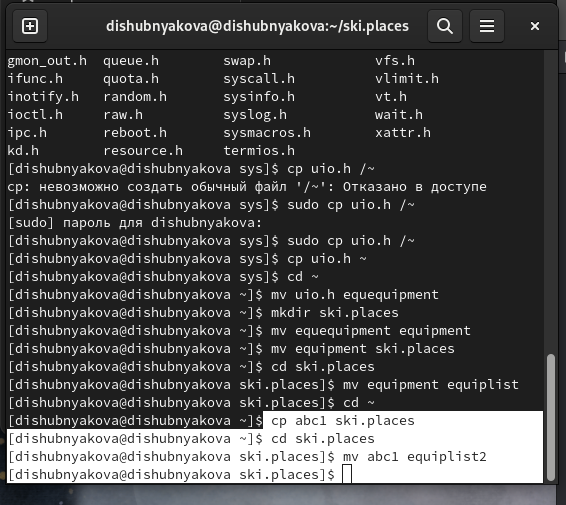 dishubnyakova@dishubnyakova:~/ski.places
gmon_out.h queue.h swap.h vfs.h
ifunc.h quota.h syscall.h vlimit.h
inotify.h random.h sysinfo.h vt.h
ioctl.h raw.h syslog.h wait.h
ipc.h reboot.h sysmacros.h xattr.h
kd.h resource.h termios.h
[dishubnyakova@dishubnyakova sys]$ cp uio.h /~
cp: невозможно создать обычный файл '/~': Отказано в доступе
[dishubnyakova@dishubnyakova sys]$ sudo cp uio.h /~
[sudo] пароль для dishubnyakova:
[dishubnyakova@dishubnyakova sys]$ sudo cp uio.h /~
[dishubnyakova@dishubnyakova sys]$ cp uio.h ~
[dishubnyakova@dishubnyakova sys]$ cd ~
[dishubnyakova@dishubnyakova ~]$ mv uio.h equequipment
[dishubnyakova@dishubnyakova ~]$ mkdir ski.places
[dishubnyakova@dishubnyakova ~]$ mv equequipment equipment
[dishubnyakova@dishubnyakova ~]$ mv equipment ski.places
[dishubnyakova@dishubnyakova ~]$ cd ski.places
[dishubnyakova@dishubnyakova ski.places]$ mv equipment equiplist
[dishubnyakova@dishubnyakova ski.places]$ cd ~
[dishubnyakova@dishubnyakova ~]$ cp abc1 ski.places
[dishubnyakova@dishubnyakova ~]$ cd ski.places
[dishubnyakova@dishubnyakova ski.places]$ mv abc1 equiplist2
[dishubnyakova@dishubnyakova ski.places]$